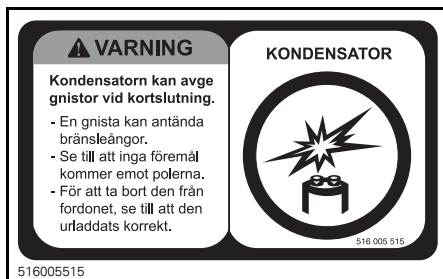 VARNING
Kondensatorn kan avge
gnistor vid kortslutning.
- En gnista kan antända
bränsleångor.
- Se till att inga föremål
kommer emot polerna.
- För att ta bort den från
fordonet, se till att den
urladdats korrekt.
KONDENSATOR
516 005 515
516005515